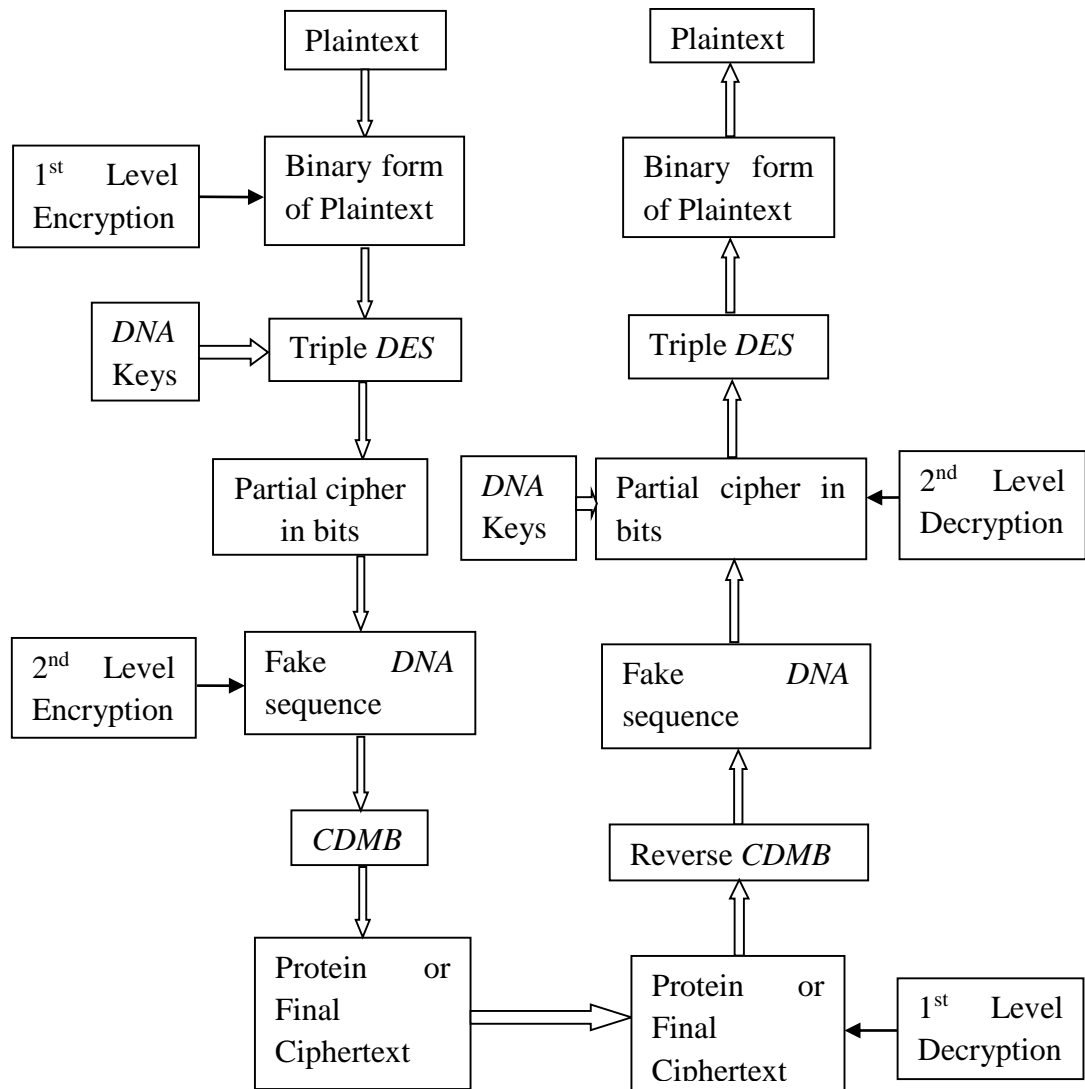 Plaintext
1st Level
Encryption
Binary form
of Plaintext
DNA
Keys
Triple DES
Partial cipher
in bits
2nd Level
Encryption
Fake DNA
sequence
CDMB
Protein or
Final
Ciphertext
Plaintext
Binary form
of Plaintext
Triple DES
DNA
Keys
Partial cipher in
bits
2nd Level
Decryption
Fake DNA
sequence
Reverse CDMB
Protein or
Final
Ciphertext
1st Level
Decryption